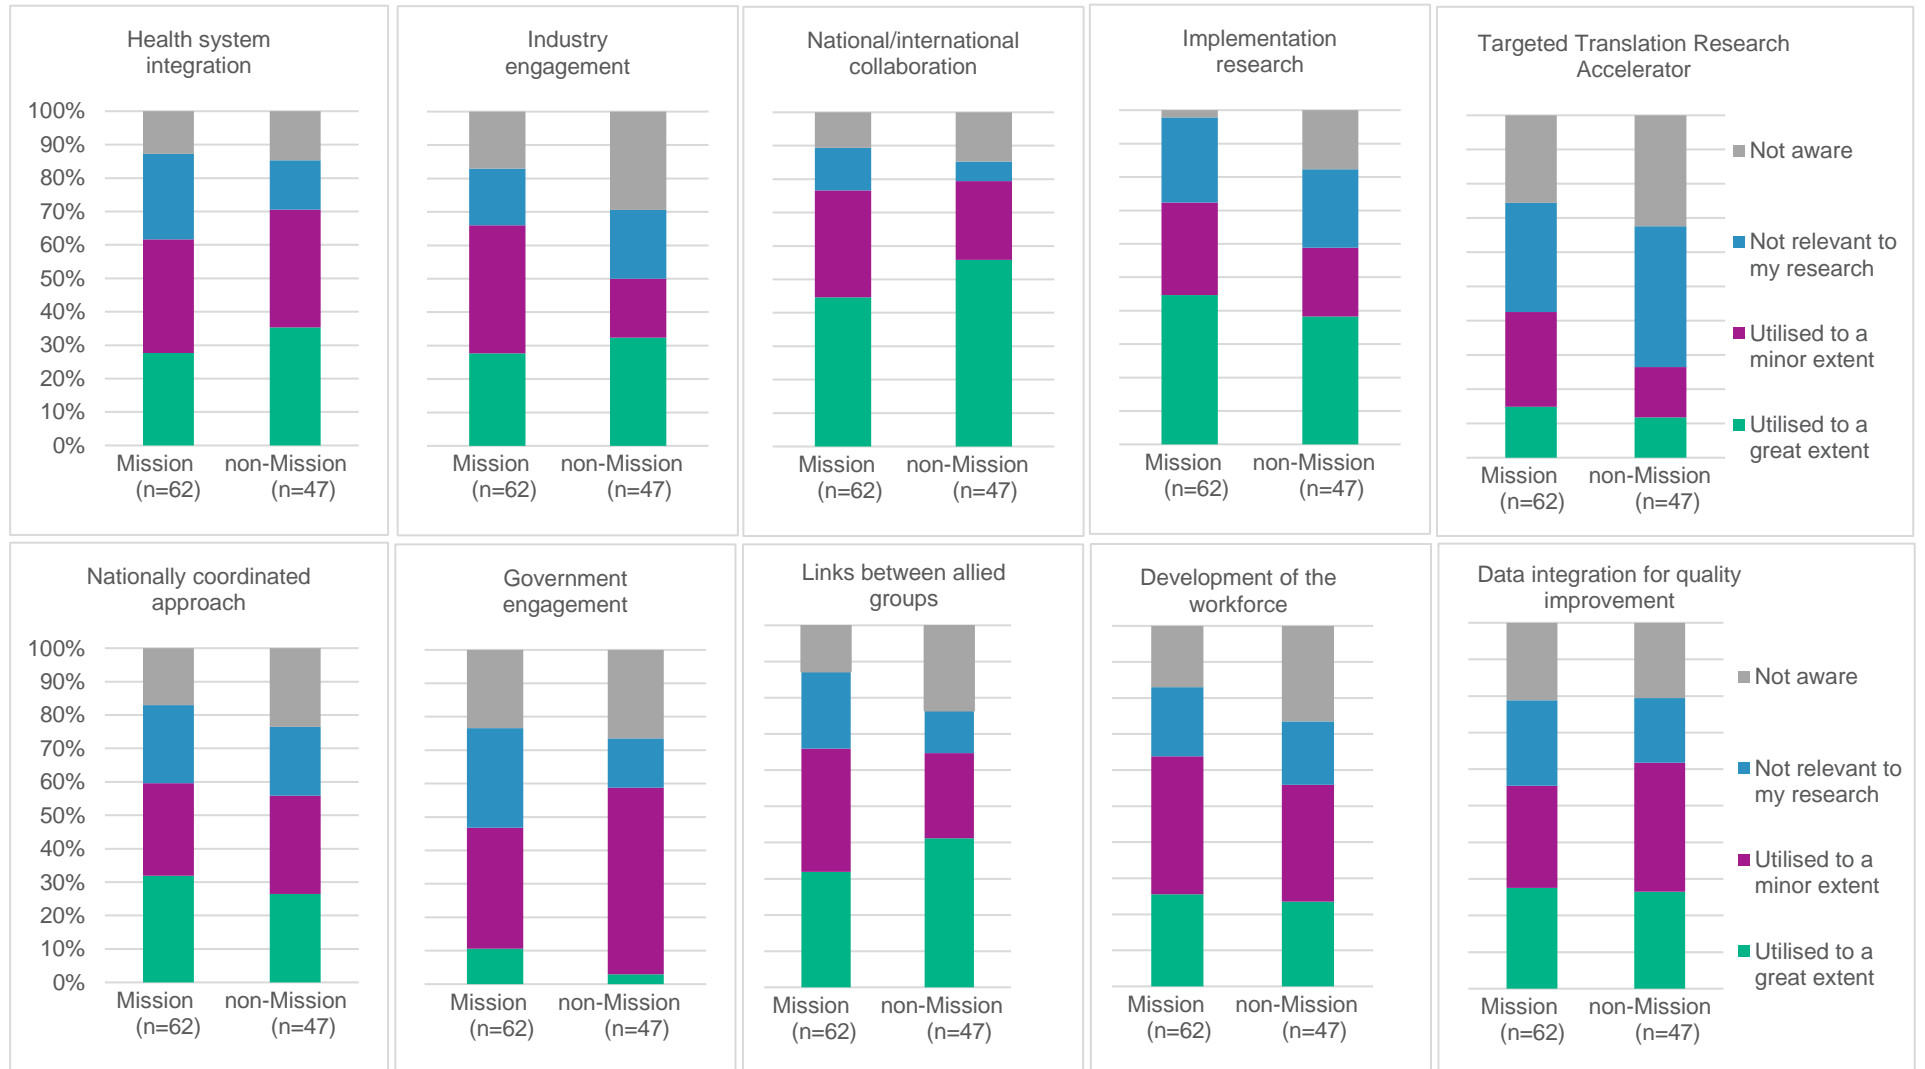 Health system
integration
100%
90%
80%
70%
60%
50%
40%
30%
20%
10%
0%
Mission
(n=62)
non-Mission
(n=47)
Industry
engagement
Mission
(n=62)
non-Mission
(n=47)
National/international
collaboration
Mission
(n=62)
non-Mission
(n=47)
Implementation
research
Mission
(n=62)
non-Mission
(n=47)
Targeted Translation Research
Accelerator
Mission
(n=62)
non-Mission
(n=47)
Not aware
Not relevant to
my research
Utilised to a
minor extent
Utilised to a
great extent
Nationally coordinated
approach
100%
90%
80%
70%
60%
50%
40%
30%
20%
10%
0%
Mission
(n=62)
non-Mission
(n=47)
Government
engagement
Mission
(n=62)
non-Mission
(n=47)
Links between allied
groups
Mission
(n=62)
non-Mission
(n=47)
Development of the
workforce
Mission
(n=62)
non-Mission
(n=47)
Data integration for quality
improvement
Mission
(n=62)
non-Mission
(n=47)
Not aware
Not relevant to
my research
Utilised to a
minor extent
Utilised to a
great extent